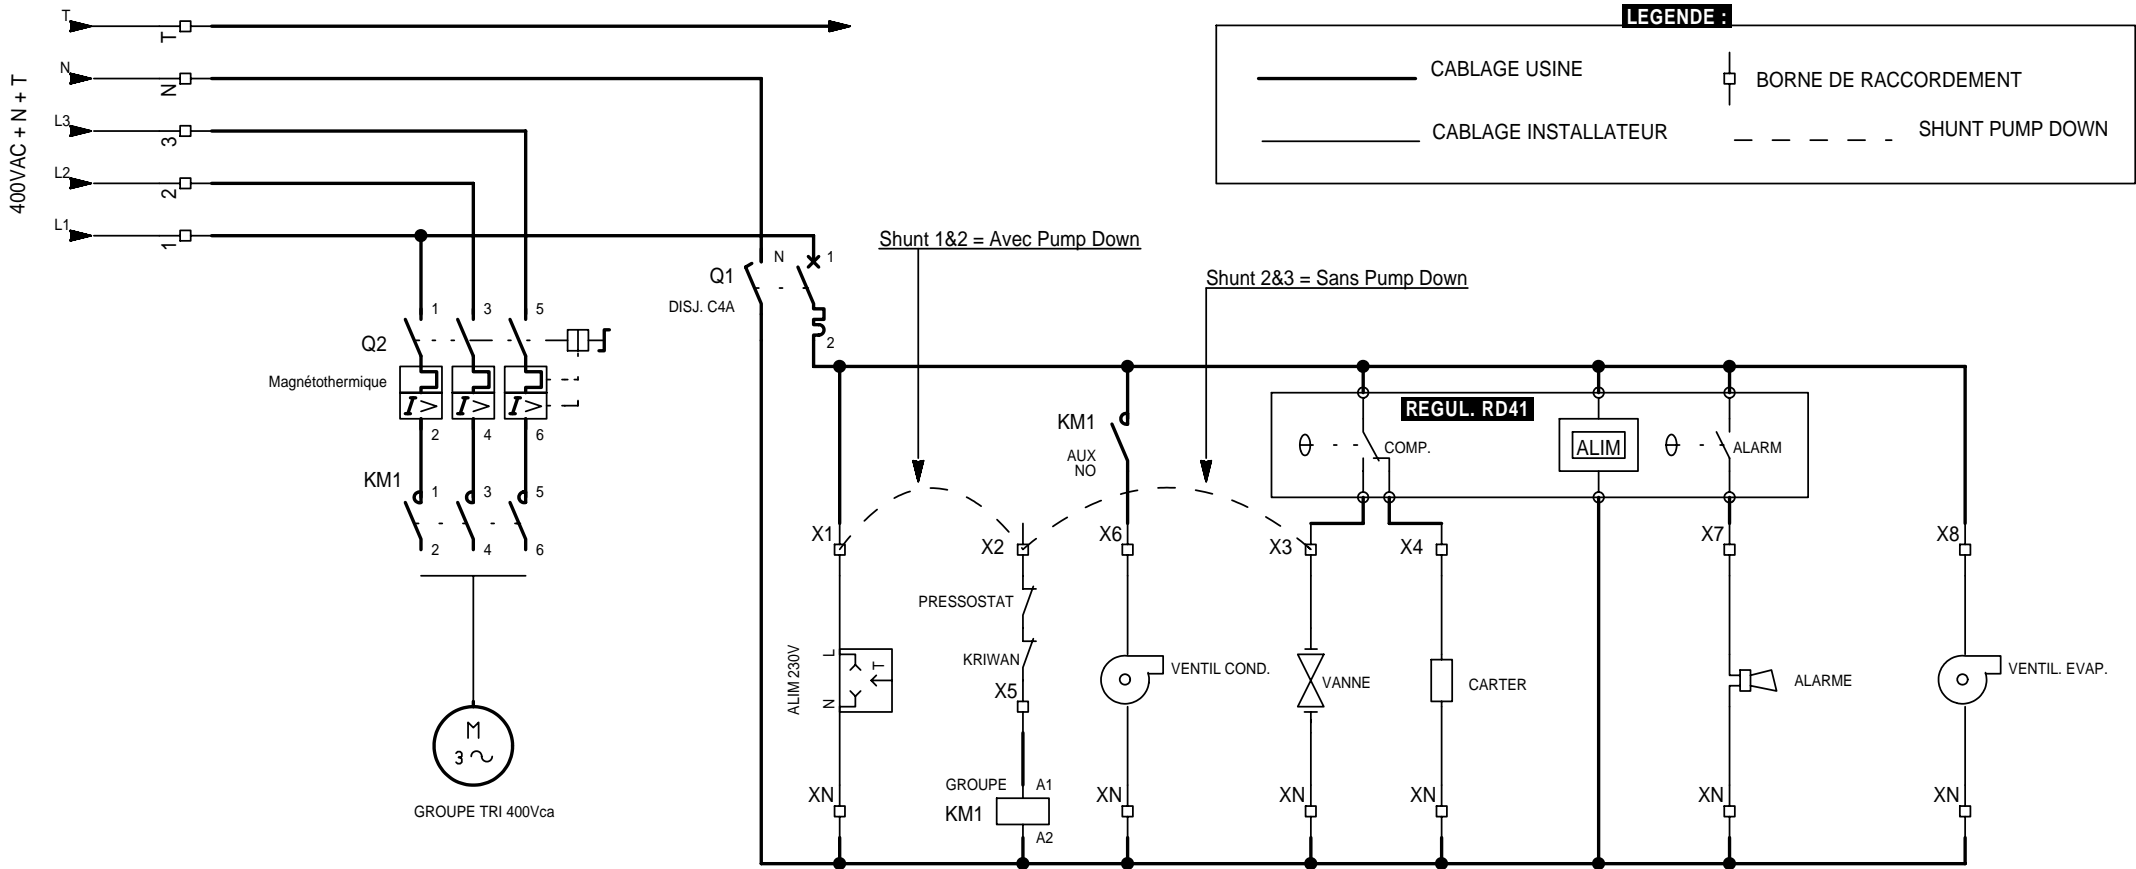 LEGENDE :
CABLAGE USINE
BORNE DE RACCORDEMENT
CABLAGE INSTALLATEUR
SHUNT PUMP DOWN
400VAC + N + T
T
T
N
N
L3
3
L2
2
L1
1
Shunt 1&2 = Avec Pump Down
Shunt 2&3 = Sans Pump Down
Q1
DISJ. C4A
N
1
2
Q2
Magnétothermique
1
3
5
I >
I >
I >
2
4
6
KM1
1
3
5
2
4
6
M
3
GROUPE TRI 400Vca
KM1
AUX
NO
REGUL. RD41
COMP.
ALIM
ALARM
X1
X2
X6
X3
X4
X7
X8
PRESSOSTAT
KRIWAN
X5
ALIM 230V
L
N
T
VENTIL COND.
VANNE
CARTER
ALARME
VENTIL. EVAP.
GROUPE
KM1
A1
A2
XN
XN
XN
XN
XN
XN